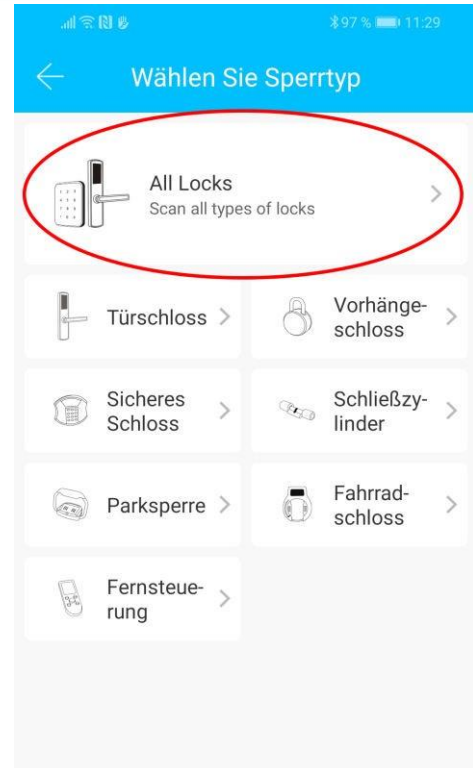 97 % 11:29
Wählen Sie Sperrtyp
All Locks
Scan all types of locks
Türschloss
Vorhänge-
schloss
Sicheres
Schloss
Schließzy-
linder
Parksperre
Fahrrad-
schloss
Fernsteue-
rung